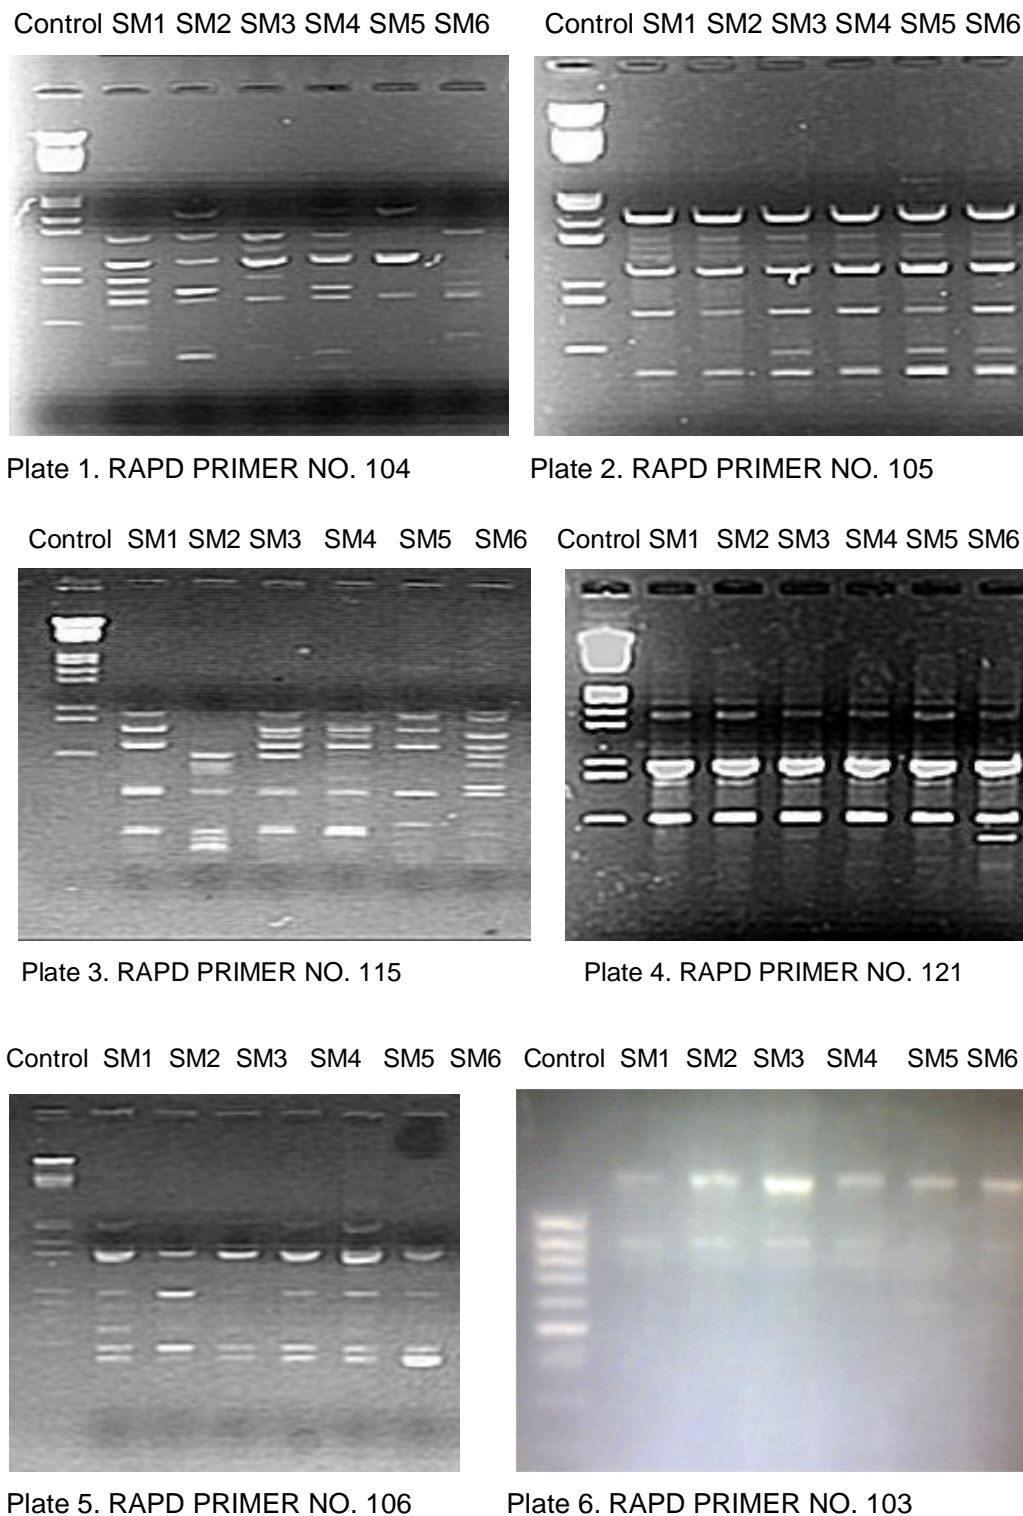 Control SM1 SM2 SM3 SM4 SM5 SM6
Control SM1 SM2 SM3 SM4 SM5 SM6
Plate 1. RAPD PRIMER NO. 104
Plate 2. RAPD PRIMER NO. 105
Control SM1 SM2 SM3 SM4 SM5 SM6
Control SM1 SM2 SM3 SM4 SM5 SM6
Plate 3. RAPD PRIMER NO. 115
Plate 4. RAPD PRIMER NO. 121
Control SM1 SM2 SM3 SM4 SM5 SM6
Control SM1 SM2 SM3 SM4 SM5 SM6
Plate 5. RAPD PRIMER NO. 106
Plate 6. RAPD PRIMER NO. 103